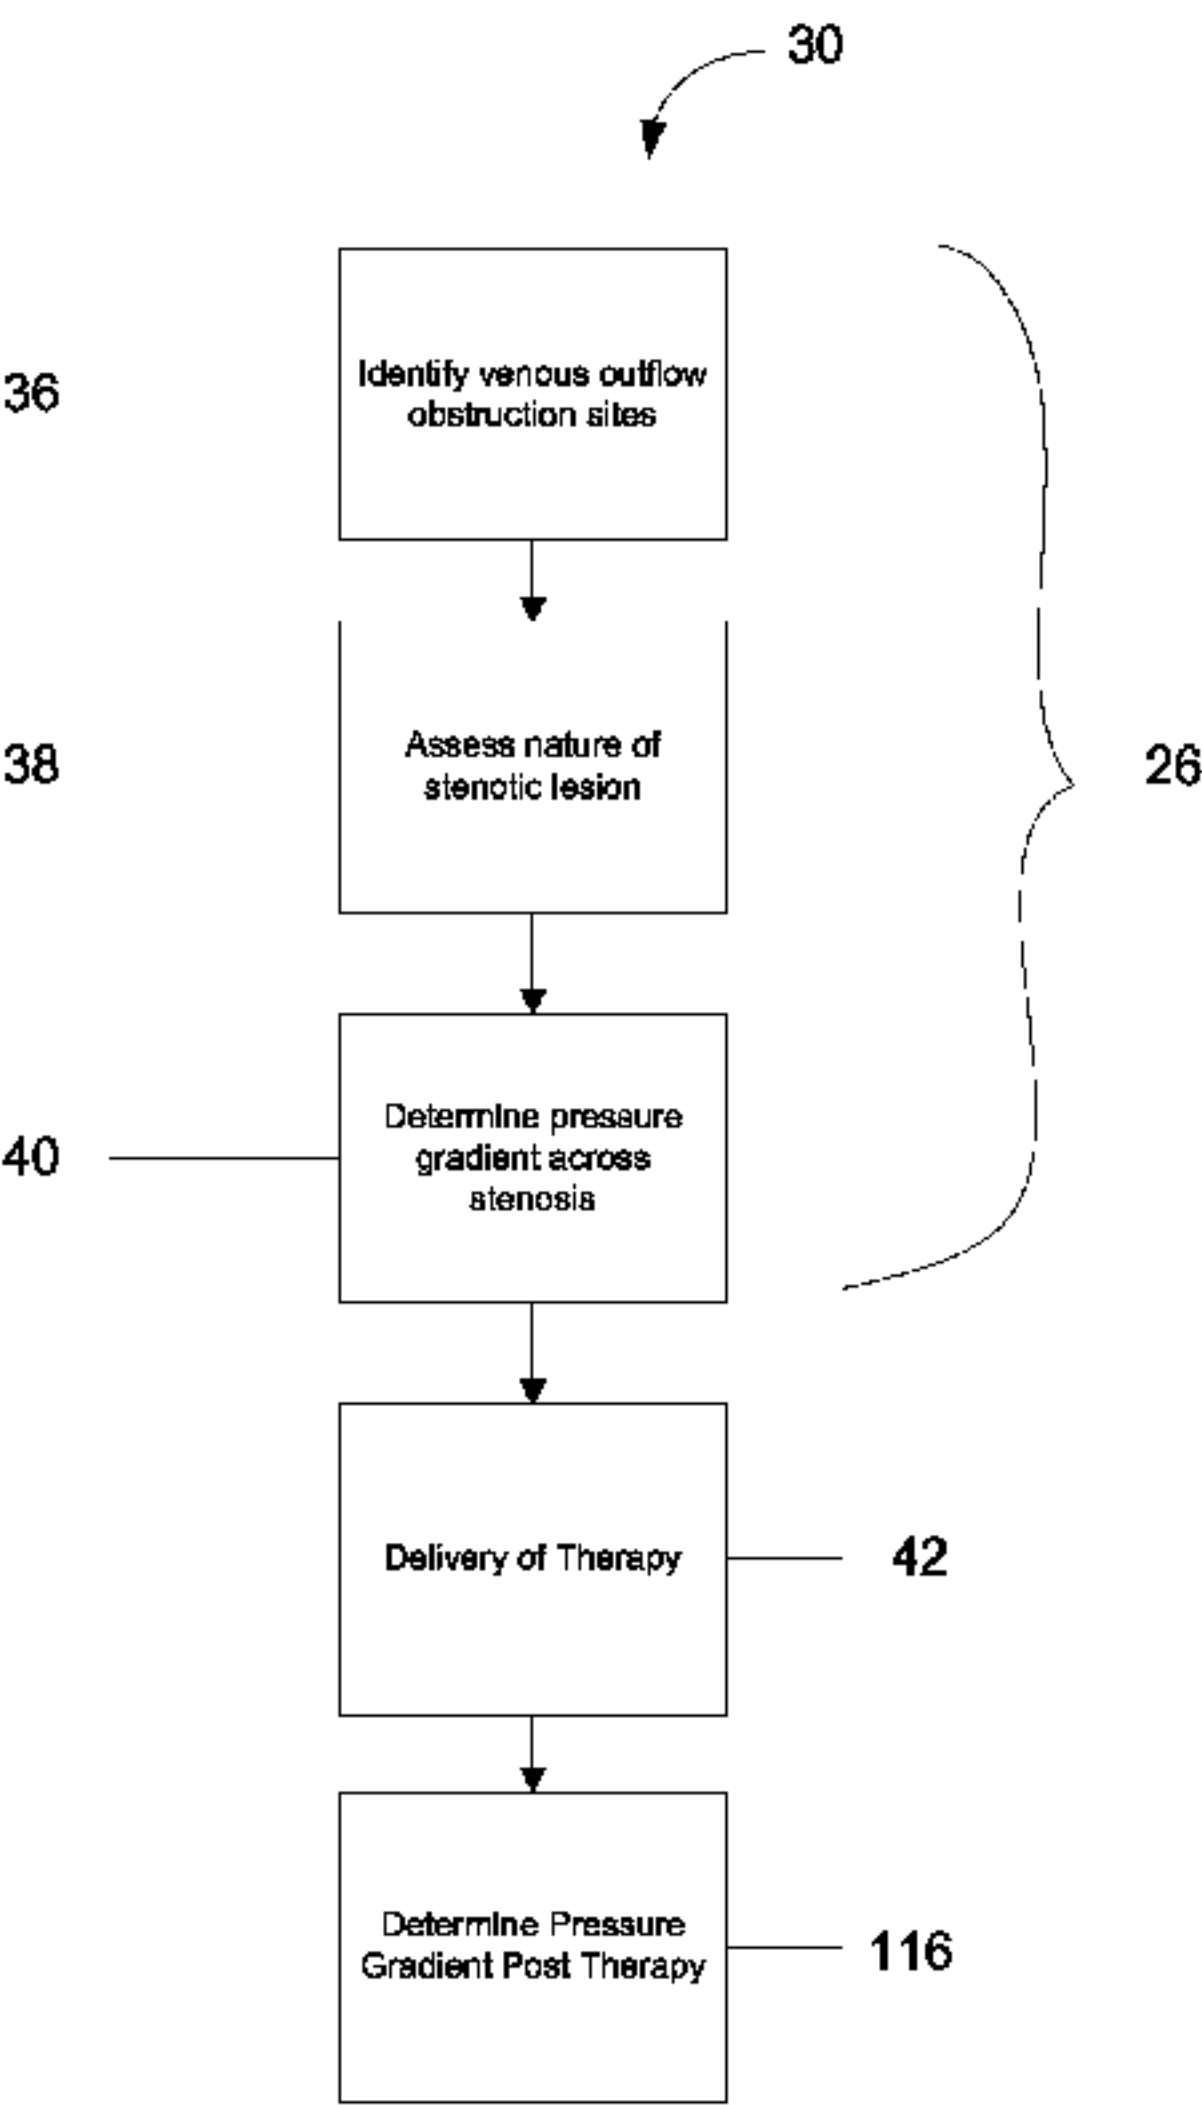 30
36
Identify venous outflow
obstruction sites
38
Assess nature of
stenotic lesion
26
40
Determine pressure
gradient across
stenosis
Delivery of Therapy
42
Determine Pressure
Gradient Post Therapy
116